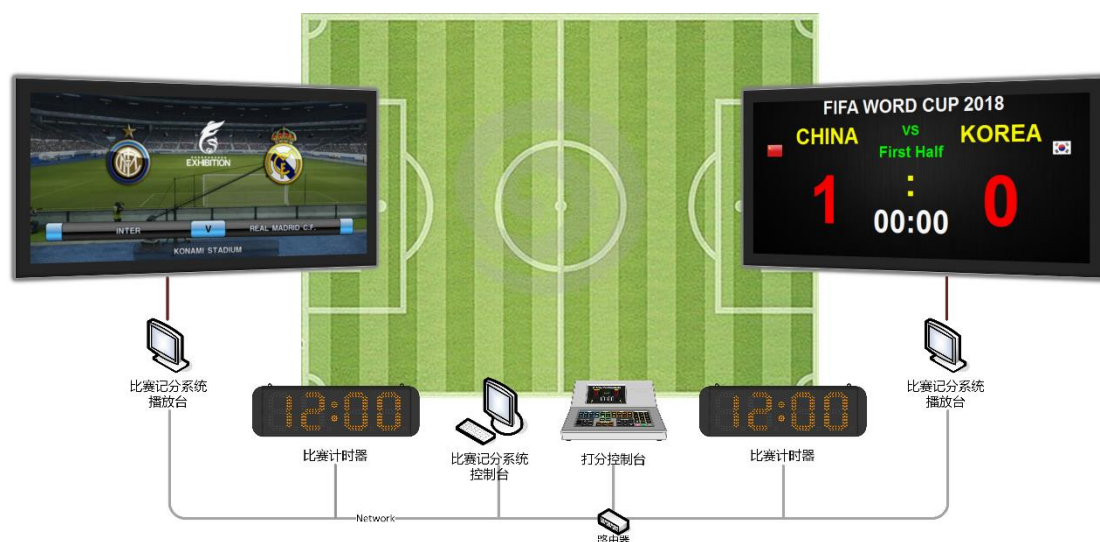 EXHIBITION
INTER
V
REAL MADRID C.F.
KONAMI STADIUM
FIFA WORD CUP 2018
CHINA
vs
KOREA
First Half
1
:
0
00:00
比赛记分系统
播放台
12:00
比赛计时器
比赛记分系统
控制台
打分控制台
12:00
比赛计时器
比赛记分系统
播放台
Network
路由器